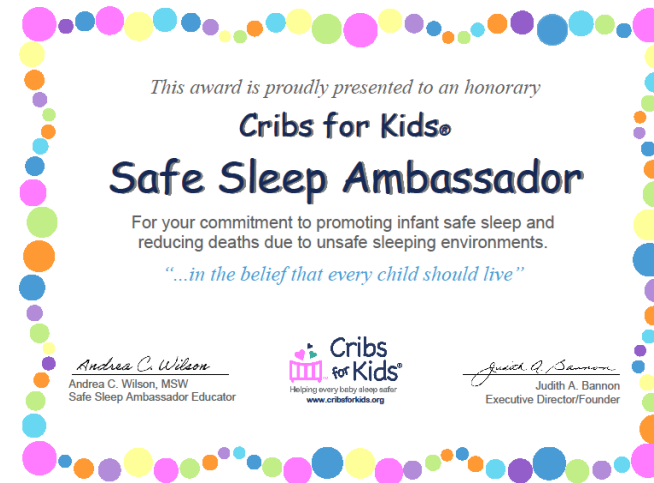 This award is proudly presented to an honorary
Cribs for Kids®
Safe Sleep Ambassador
For your commitment to promoting infant safe sleep and
reducing deaths due to unsafe sleeping environments.
“...in the belief that every child should live”
Andrea C. Wilson
Andrea C. Wilson, MSW
Safe Sleep Ambassador Educator
Cribs
for Kids®
Helping every baby sleep safer
www.cribsforkids.org
Judith A. Bannon
Judith A. Bannon
Executive Director/Founder